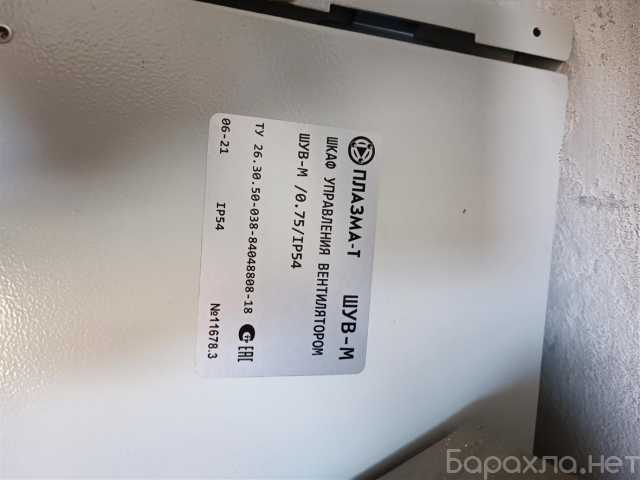 ПЛАЗМА-Т ШУВ-М
ШКАФ УПРАВЛЕНИЯ ВЕНТИЛЯТОРОМ
ШУВ-М /0.75/IP54
ТУ 26.30.50-038-84048808-18 EAC
06-21 IP54 №11678.3
Барахла.нет